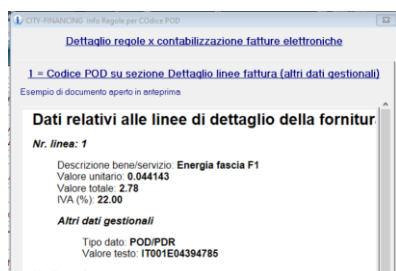 CITY-FINANCING Info Regole per COdice POD
Dettaglio regole x contabilizzazione fatture elettroniche
1 = Codice POD su sezione Dettaglio linee fattura (altri dati gestionali)
Esempio di documento aperto in anteprima
Dati relativi alle linee di dettaglio della fornitur
Nr. linea: 1
Descrizione bene/servizio: Energia fascia F1
Valore unitario: 0.044143
Valore totale: 2.78
IVA (%): 22.00
Altri dati gestionali
Tipo dato: POD/PDR
Valore testo: IT001E04394785